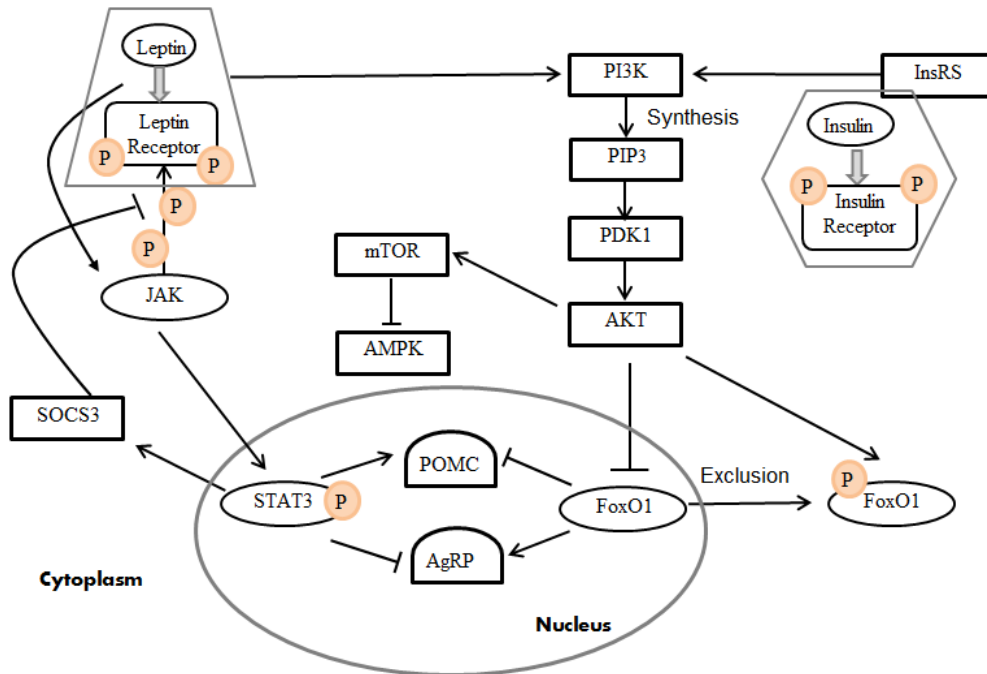 Leptin
Leptin
Receptor
P
P
P
P
JAK
SOCS3
PI3K
InsRS
Synthesis
PIP3
Insulin
P
P
Insulin
Receptor
PDK1
mTOR
AKT
AMPK
POMC
STAT3
P
FoxO1
Exclusion
P
FoxO1
AgRP
Cytoplasm
Nucleus